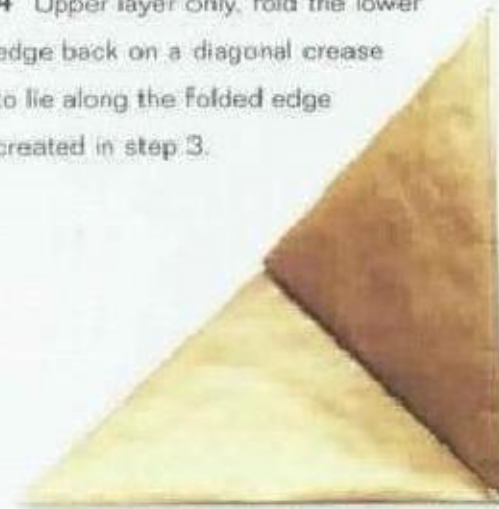 4 Upper layer only, fold the lower
edge back on a diagonal crease
to lie along the folded edge
created in step 3.